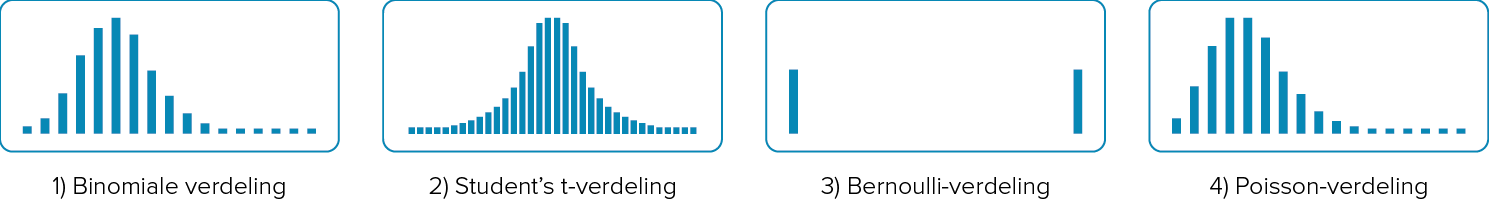 1) Binomiale verdeling
2) Student’s t-verdeling
3) Bernoulli-verdeling
4) Poisson-verdeling